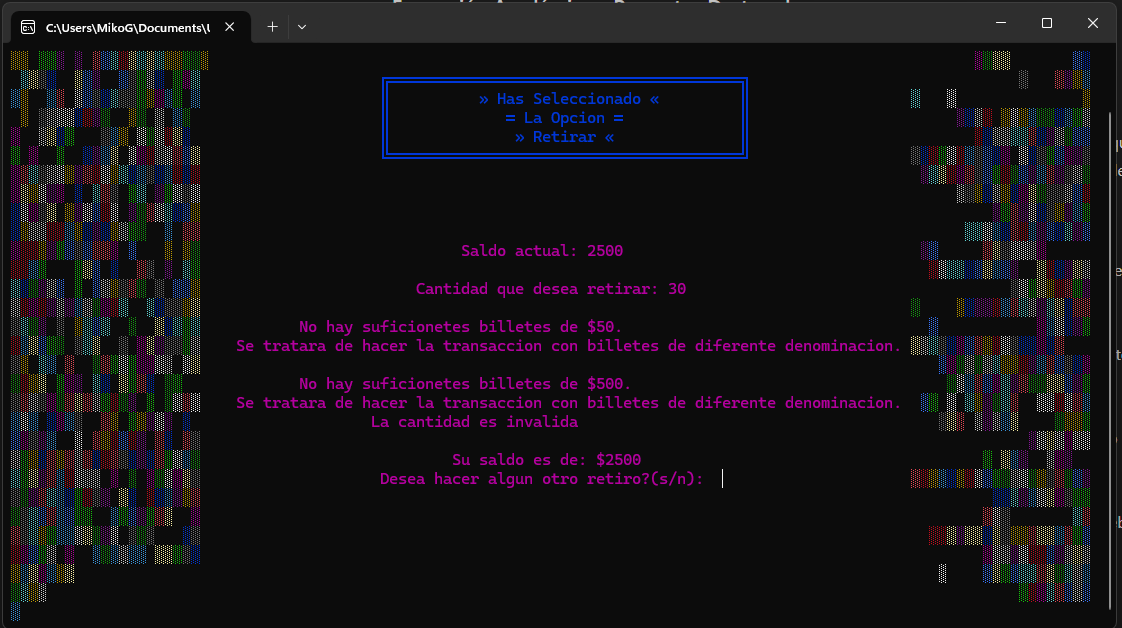 C:\Users\MikoG\Documents\
» Has Seleccionado «
= La Opcion =
» Retirar «
Saldo actual: 2500
Cantidad que desea retirar: 30
No hay suficionetes billetes de $50.
Se tratara de hacer la transaccion con billetes de diferente denominacion.
No hay suficionetes billetes de $500.
Se tratara de hacer la transaccion con billetes de diferente denominacion.
La cantidad es invalida
Su saldo es de: $2500
Desea hacer algun otro retiro?(s/n):